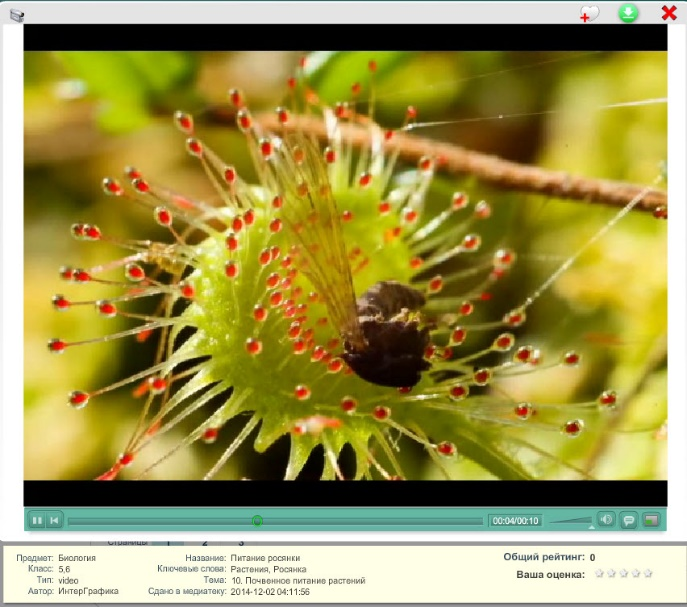 00:04/00:10
Страницы 1 2 3
Предмет: Биология
Класс: 5,6
Тип: video
Автор: ИнтерГрафика
Название: Питание росянки
Ключевые слова: Растения, Росянка
Тема: 10. Почвенное питание растений
Сдано в медиатеку: 2014-12-02 04:11:56
Общий рейтинг: 0
Ваша оценка: